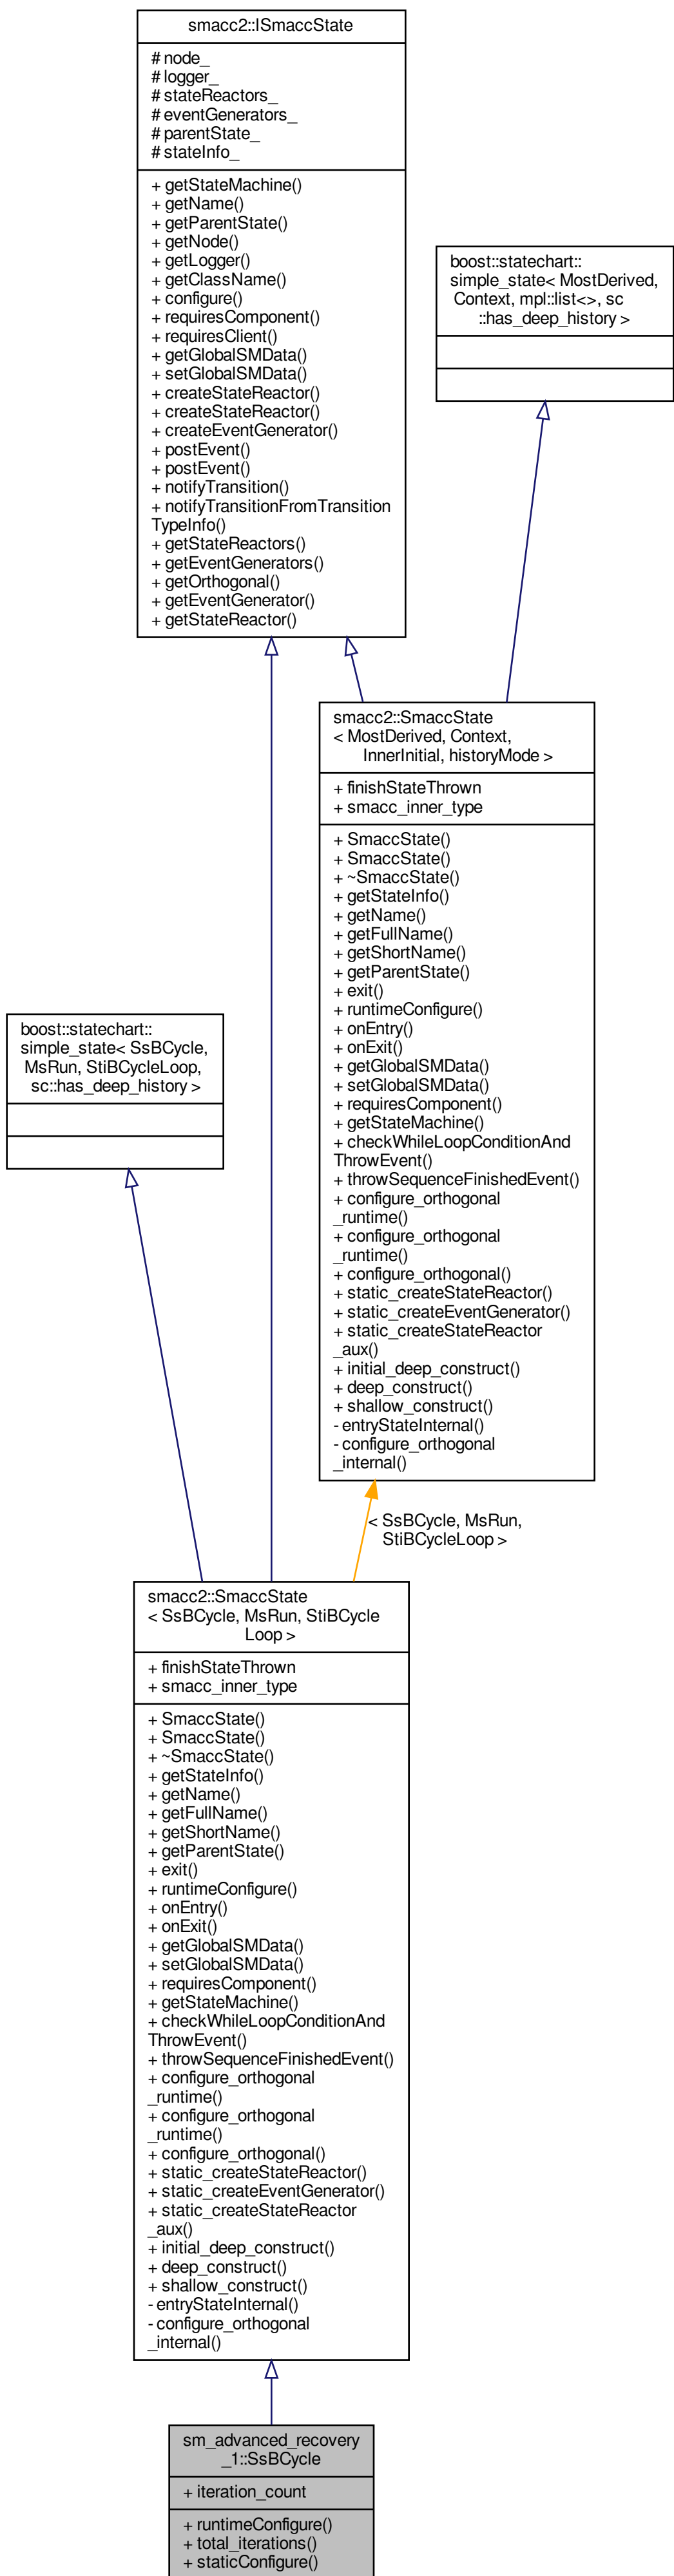 smacc2::ISmaccState
# node_
# logger_
# stateReactors_
# eventGenerators_
# parentState_
# stateInfo_
+ getStateMachine()
+ getName()
+ getParentState()
+ getNode()
+ getLogger()
+ getClassName()
+ configure()
+ requiresComponent()
+ requiresClient()
+ getGlobalSMData()
+ setGlobalSMData()
+ createStateReactor()
+ createStateReactor()
+ createEventGenerator()
+ postEvent()
+ postEvent()
+ notifyTransition()
+ notifyTransitionFromTransition
TypeInfo()
+ getStateReactors()
+ getEventGenerators()
+ getOrthogonal()
+ getEventGenerator()
+ getStateReactor()
boost::statechart::
simple_state< MostDerived,
Context, mpl::list<>, sc
::has_deep_history >
smacc2::SmaccState
< MostDerived, Context,
InnerInitial, historyMode >
+ finishStateThrown
+ smacc_inner_type
+ SmaccState()
+ SmaccState()
+ ~SmaccState()
+ getStateInfo()
+ getName()
+ getFullName()
+ getShortName()
+ getParentState()
+ exit()
+ runtimeConfigure()
+ onEntry()
+ onExit()
+ getGlobalSMData()
+ setGlobalSMData()
+ requiresComponent()
+ getStateMachine()
+ checkWhileLoopConditionAnd
ThrowEvent()
+ throwSequenceFinishedEvent()
+ configure_orthogonal
_runtime()
+ configure_orthogonal
_runtime()
+ configure_orthogonal()
+ static_createStateReactor()
+ static_createEventGenerator()
+ static_createStateReactor
_aux()
+ initial_deep_construct()
+ deep_construct()
+ shallow_construct()
- entryStateInternal()
- configure_orthogonal
_internal()
boost::statechart::
simple_state< SsBCycle,
MsRun, StiBCycleLoop,
sc::has_deep_history >
< SsBCycle, MsRun,
StiBCycleLoop >
smacc2::SmaccState
< SsBCycle, MsRun, StiBCycle
Loop >
+ finishStateThrown
+ smacc_inner_type
+ SmaccState()
+ SmaccState()
+ ~SmaccState()
+ getStateInfo()
+ getName()
+ getFullName()
+ getShortName()
+ getParentState()
+ exit()
+ runtimeConfigure()
+ onEntry()
+ onExit()
+ getGlobalSMData()
+ setGlobalSMData()
+ requiresComponent()
+ getStateMachine()
+ checkWhileLoopConditionAnd
ThrowEvent()
+ throwSequenceFinishedEvent()
+ configure_orthogonal
_runtime()
+ configure_orthogonal
_runtime()
+ configure_orthogonal()
+ static_createStateReactor()
+ static_createEventGenerator()
+ static_createStateReactor
_aux()
+ initial_deep_construct()
+ deep_construct()
+ shallow_construct()
- entryStateInternal()
- configure_orthogonal
_internal()
sm_advanced_recovery
_1::SsBCycle
+ iteration_count
+ runtimeConfigure()
+ total_iterations()
+ staticConfigure()